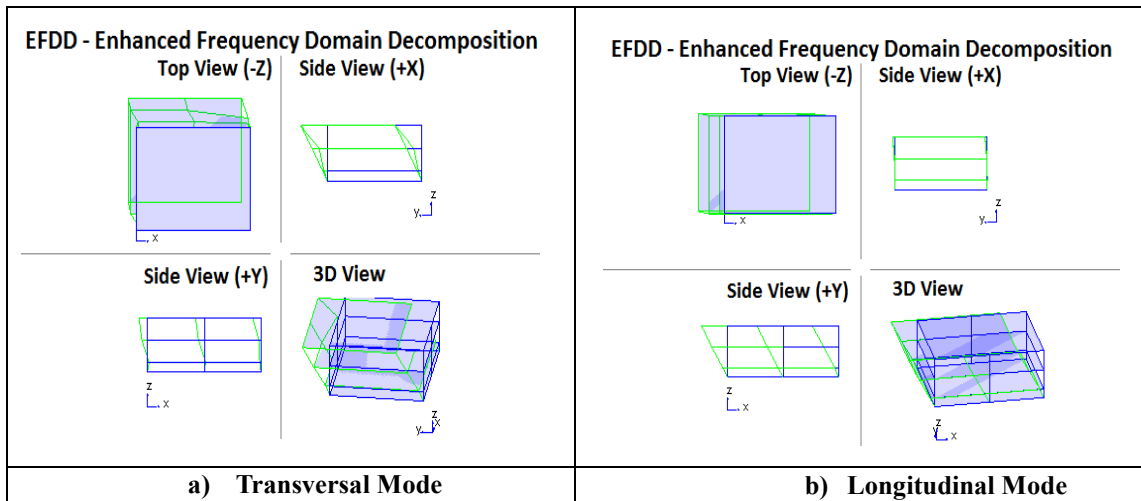 EFDD - Enhanced Frequency Domain Decomposition
Top View (-Z) Side View (+X)
x
z
y
Side View (+Y) 3D View
z
x
z
y x
a) Transversal Mode
EFDD - Enhanced Frequency Domain Decomposition
Top View (-Z) Side View (+X)
x
z
y
Side View (+Y) 3D View
z
x
y
x
b) Longitudinal Mode